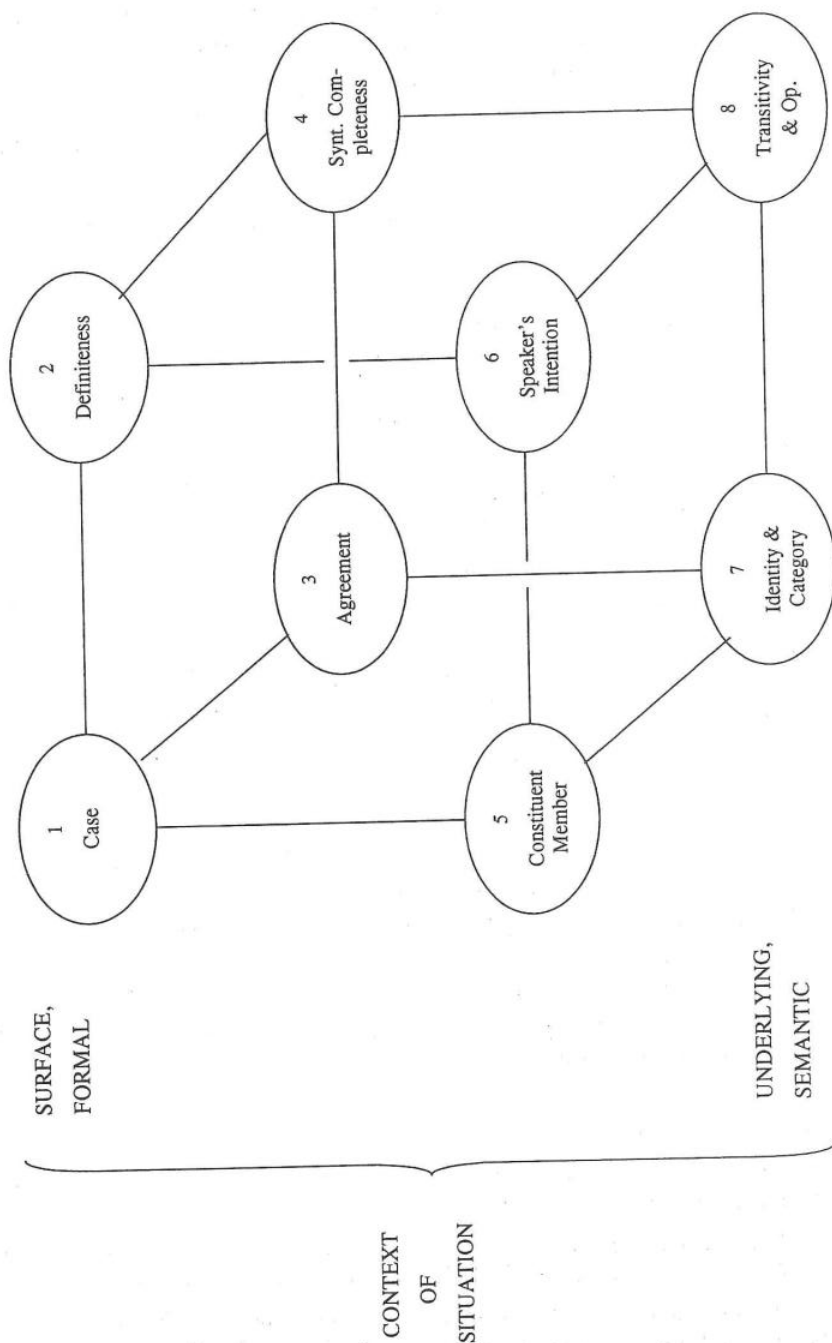 CONTEXT
OF
SITUATION
SURFACE,
FORMAL
UNDERLYING,
SEMANTIC
1
Case
2
Definiteness
3
Agreement
4
Synt. Com-
pleteness
5
Constituent
Member
6
Speaker's
Intention
7
Identity &
Category
8
Transitivity
& Op.